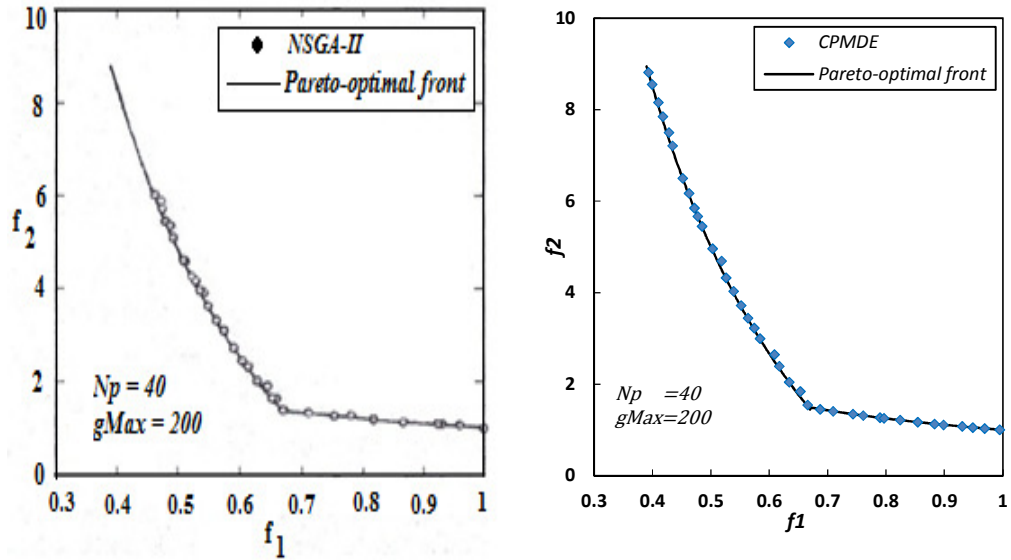 10
8
6
4
2
0
f2
NSGA-II
Pareto-optimal front
Np = 40
gMax = 200
0.3 0.4 0.5 0.6 0.7 0.8 0.9 1
f1
10
8
6
4
2
0
f2
CPMDE
Pareto-optimal front
Np =40
gMax=200
0.3 0.4 0.5 0.6 0.7 0.8 0.9 1
f1